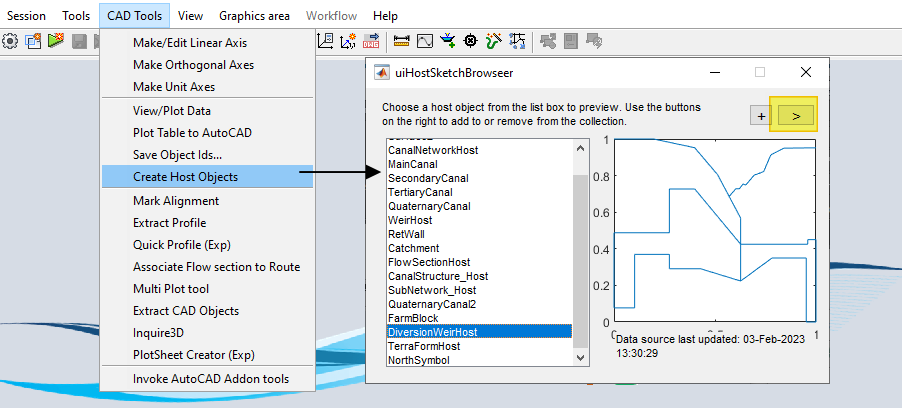 Session Tools CAD Tools View Graphics area Workflow Help
Make/Edit Linear Axis
Make Orthogonal Axes
Make Unit Axes
View/Plot Data
Plot Table to AutoCAD
Save Object Ids...
Create Host Objects
Mark Alignment
Extract Profile
Quick Profile (Exp)
Associate Flow section to Route
Multi Plot tool
Extract CAD Objects
Inquire3D
PlotSheet Creator (Exp)
Invoke AutoCAD Addon tools
uiHostSketchBrowseer
Choose a host object from the list box to preview. Use the buttons
on the right to add to or remove from the collection.
+ >
CanalNetworkHost
MainCanal
SecondaryCanal
TertiaryCanal
QuaternaryCanal
WeirHost
RetWall
Catchment
FlowSectionHost
CanalStructure_Host
SubNetwork_Host
QuaternaryCanal2
FarmBlock
DiversionWeirHost
TerraFormHost
NorthSymbol
1
0.8
0.6
0.4
0.2
0
0 1
Data source last updated: 03-Feb-2023
13:30:29